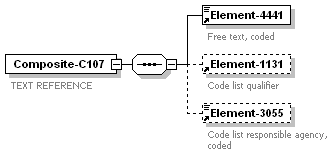 Element-4441
Free text, coded
Composite-C107
TEXT REFERENCE
Element-1131
Code list qualifier
Element-3055
Code list responsible agency,
coded